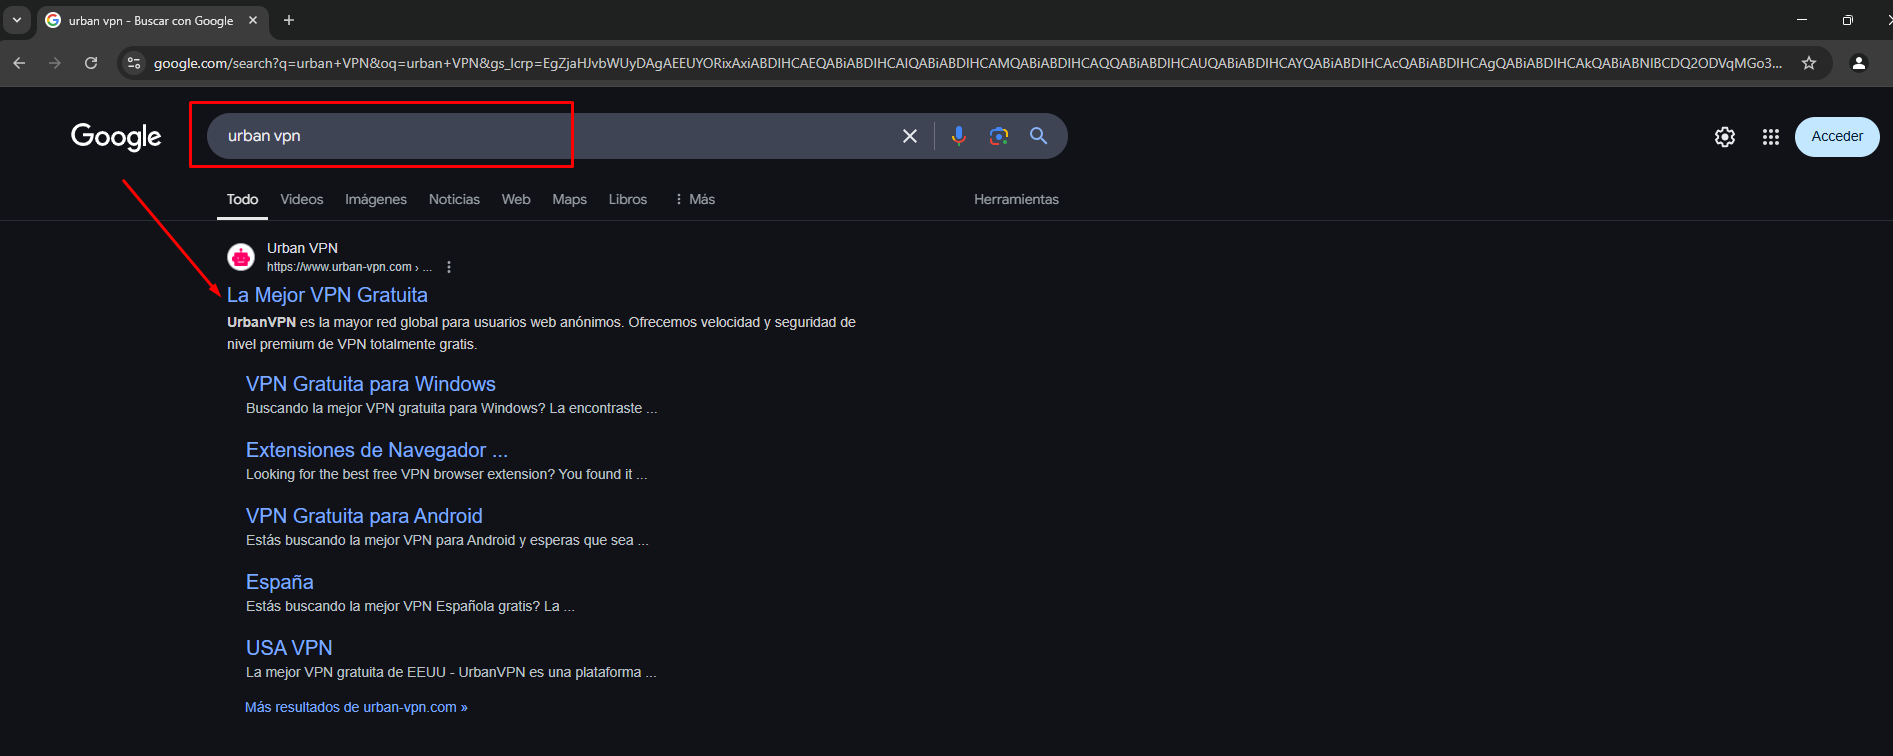 urban vpn - Buscar con Google
google.com/search?q=urban+VPN&oq=urban+VPN&gs_lcrp=EgZjaHJvbWUyDAgAEEUYORixAxiABDIHCAEQABiABDIHCAIQABiABDIHCAMQABiABDIHCAQQABiABDIHCAUQABiABDIHCAYQABiABDIHCAcQABiABDIHCAgQABiABDIHCAkQABiABNIBCDQ2ODVqMGo3...
Google
urban vpn
Acceder
Todo Videos Imágenes Noticias Web Maps Libros Más Herramientas
Urban VPN
https://www.urban-vpn.com › ...
La Mejor VPN Gratuita
UrbanVPN es la mayor red global para usuarios web anónimos. Ofrecemos velocidad y seguridad de
nivel premium de VPN totalmente gratis.
VPN Gratuita para Windows
Buscando la mejor VPN gratuita para Windows? La encontraste ...
Extensiones de Navegador ...
Looking for the best free VPN browser extension? You found it ...
VPN Gratuita para Android
Estás buscando la mejor VPN para Android y esperas que sea ...
España
Estás buscando la mejor VPN Española gratis? La ...
USA VPN
La mejor VPN gratuita de EEUU - UrbanVPN es una plataforma ...
Más resultados de urban-vpn.com »